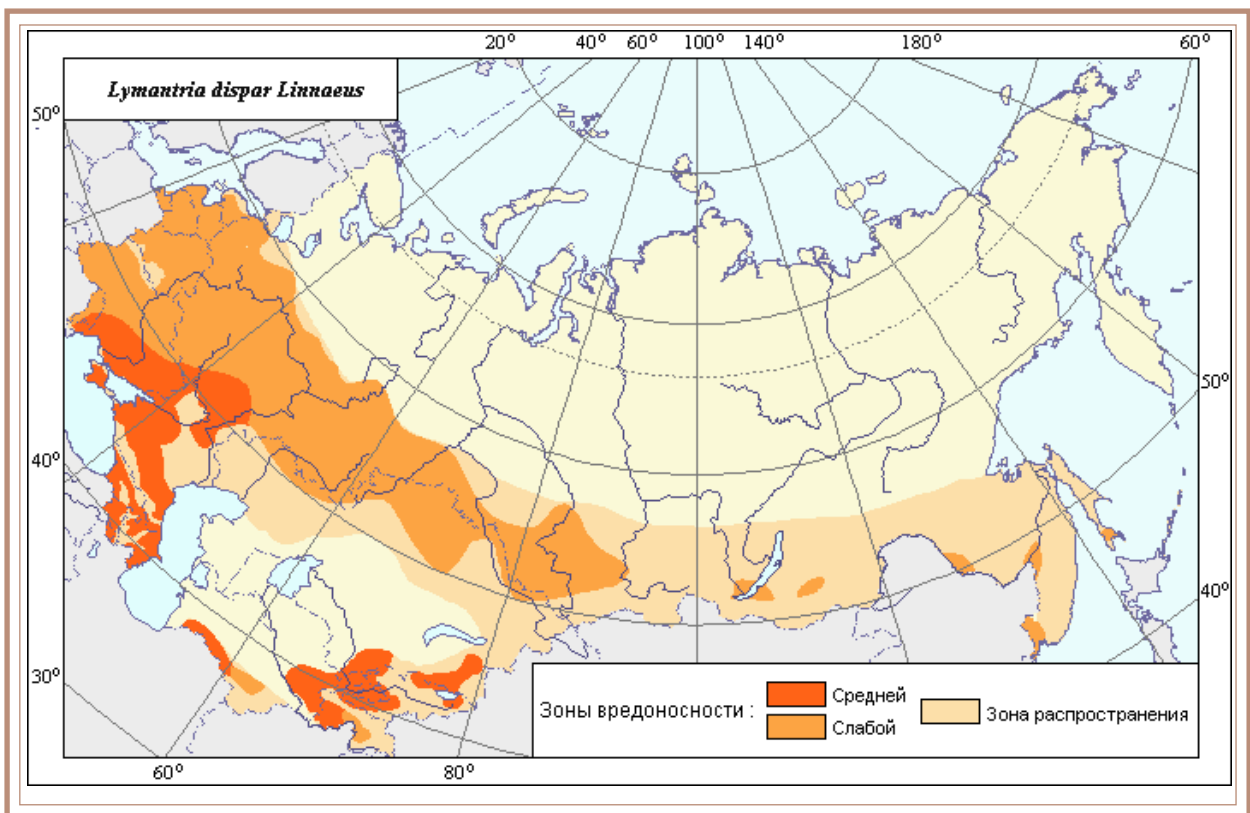 20° 40° 60° 100° 140° 180° 60°
Lymantria dispar Linnaeus
50°
50°
40°
40°
30°
Зоны вредоносности :
Средней
Слабой
Зона распространения
60° 80°